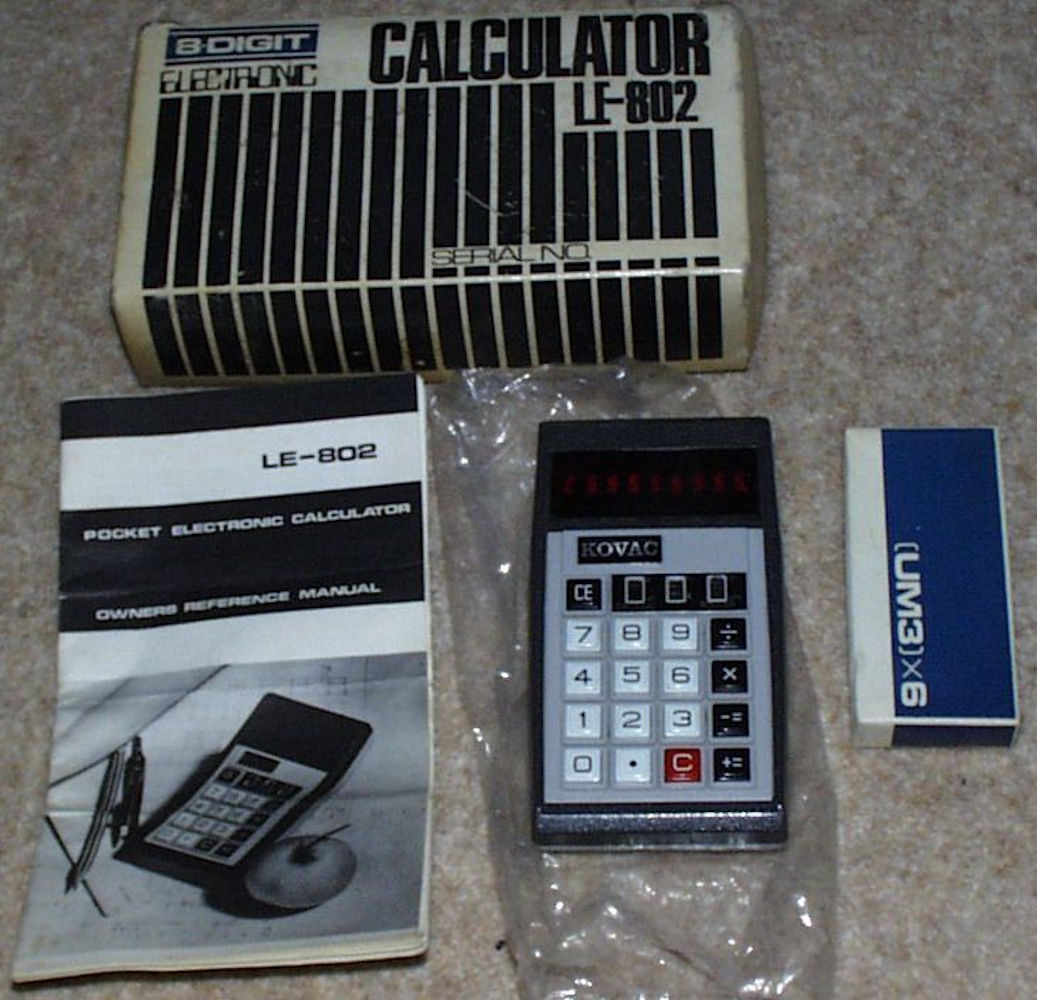 8-DIGIT
ELECTRONIC
CALCULATOR
LE-802
SERIAL NO.
LE-802
POCKET ELECTRONIC CALCULATOR
OWNERS REFERENCE MANUAL
KOVAC
CE
7 8 9 ÷
4 5 6 ×
1 2 3 -=
0 . C +=
(UM3)×6